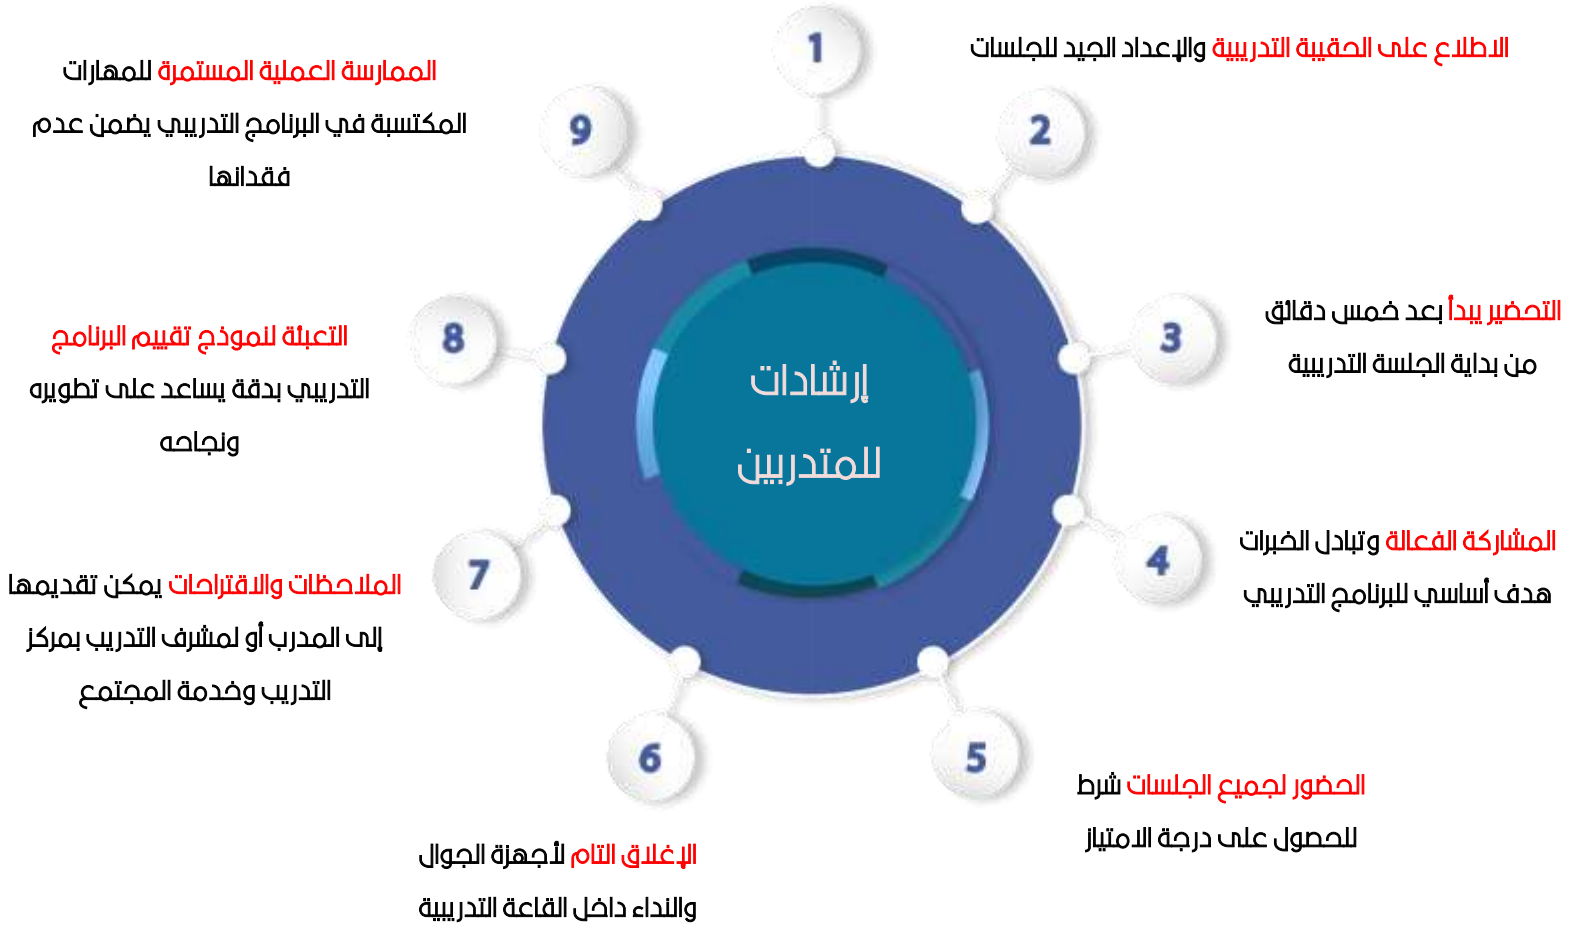 إرشادات
للمتدربين
1
الاطلاع على الحقيبة التدريبية والإعداد الجيد للجلسات
2
3
التحضير يبدأ بعد خمس دقائق
من بداية الجلسة التدريبية
4
المشاركة الفعالة وتبادل الخبرات
هدف أساسي للبرنامج التدريبي
5
الحضور لجميع الجلسات شرط
للحصول على درجة الامتياز
6
الإغلاق التام لأجهزة الجوال
والنداء داخل القاعة التدريبية
7
الملاحظات والاقتراحات يمكن تقديمها
إلى المدرب أو لمشرف التدريب بمركز
التدريب وخدمة المجتمع
8
التعبئة لنموذج تقييم البرنامج
التدريبي بدقة يساعد على تطويره
ونجاحه
9
الممارسة العملية المستمرة للمهارات
المكتسبة في البرنامج التدريبي يضمن عدم
فقدانها